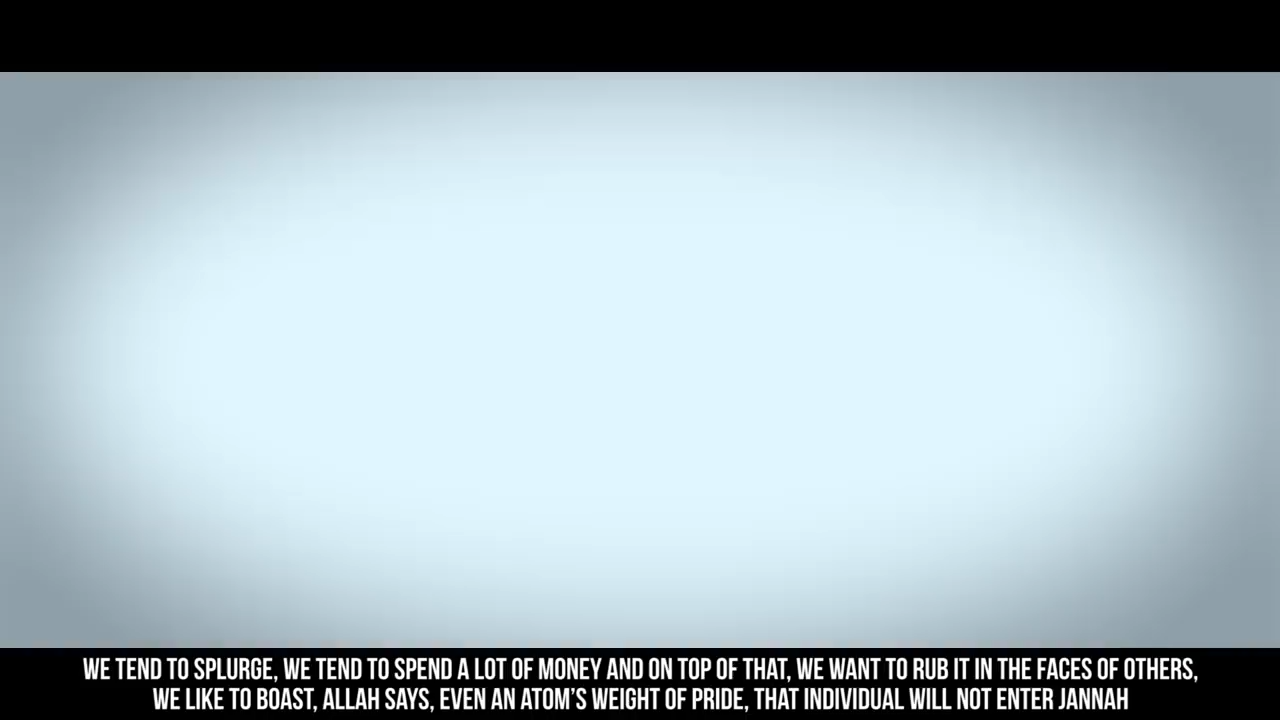 WE TEND TO SPLURGE, WE TEND TO SPEND A LOT OF MONEY AND ON TOP OF THAT, WE WANT TO RUB IT IN THE FACES OF OTHERS,
WE LIKE TO BOAST, ALLAH SAYS, EVEN AN ATOM'S WEIGHT OF PRIDE, THAT INDIVIDUAL WILL NOT ENTER JANNAH